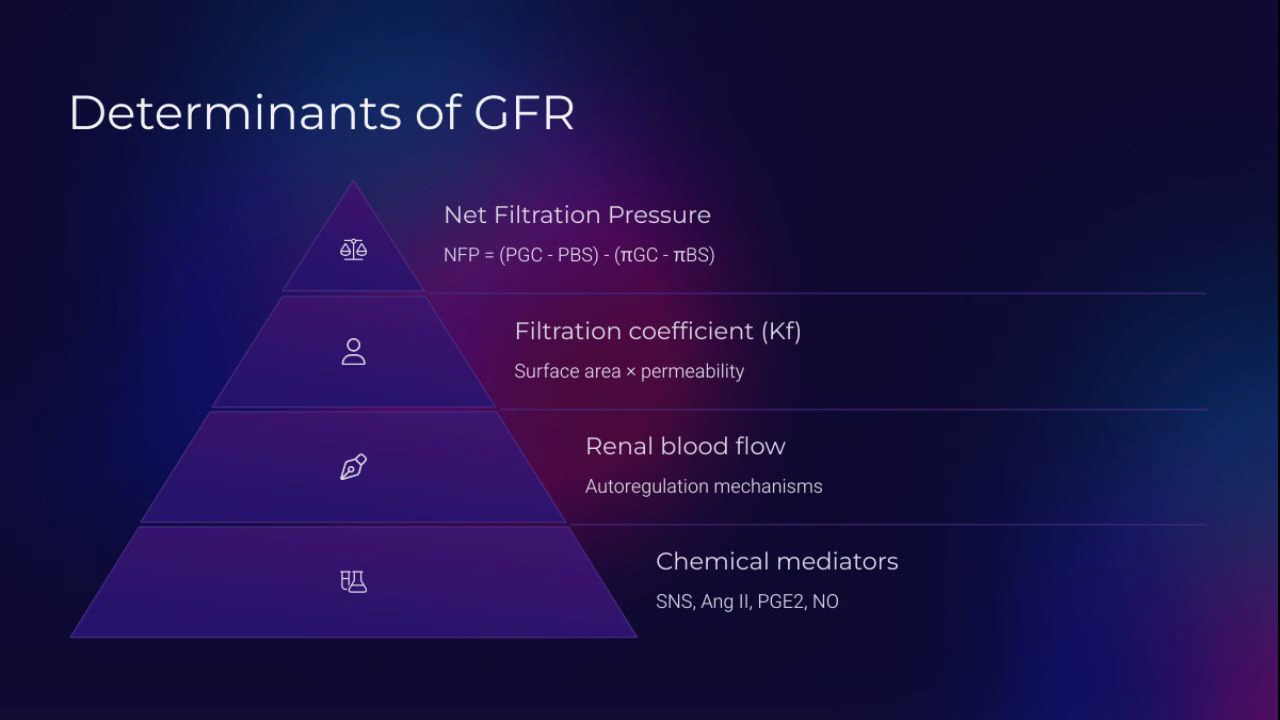 Determinants of GFR
Net Filtration Pressure
NFP = (PGC - PBS) - (πGC - πBS)
Filtration coefficient (Kf)
Surface area × permeability
Renal blood flow
Autoregulation mechanisms
Chemical mediators
SNS, Ang II, PGE2, NO